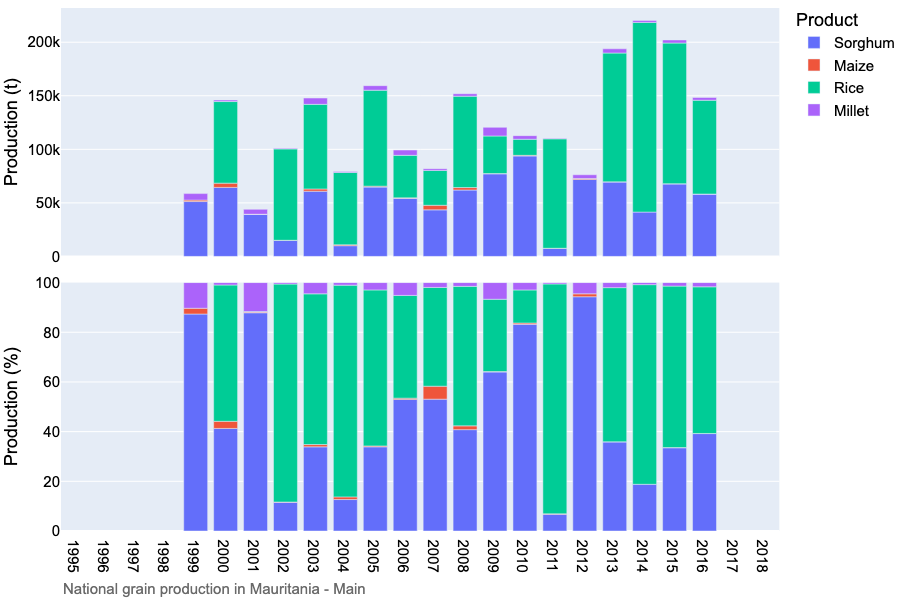 Product
Sorghum
Maize
Rice
Millet
Production (t)
200k
150k
100k
50k
0
Production (%)
100
80
60
40
20
0
1995 1996 1997 1998 1999 2000 2001 2002 2003 2004 2005 2006 2007 2008 2009 2010 2011 2012 2013 2014 2015 2016 2017 2018
National grain production in Mauritania - Main